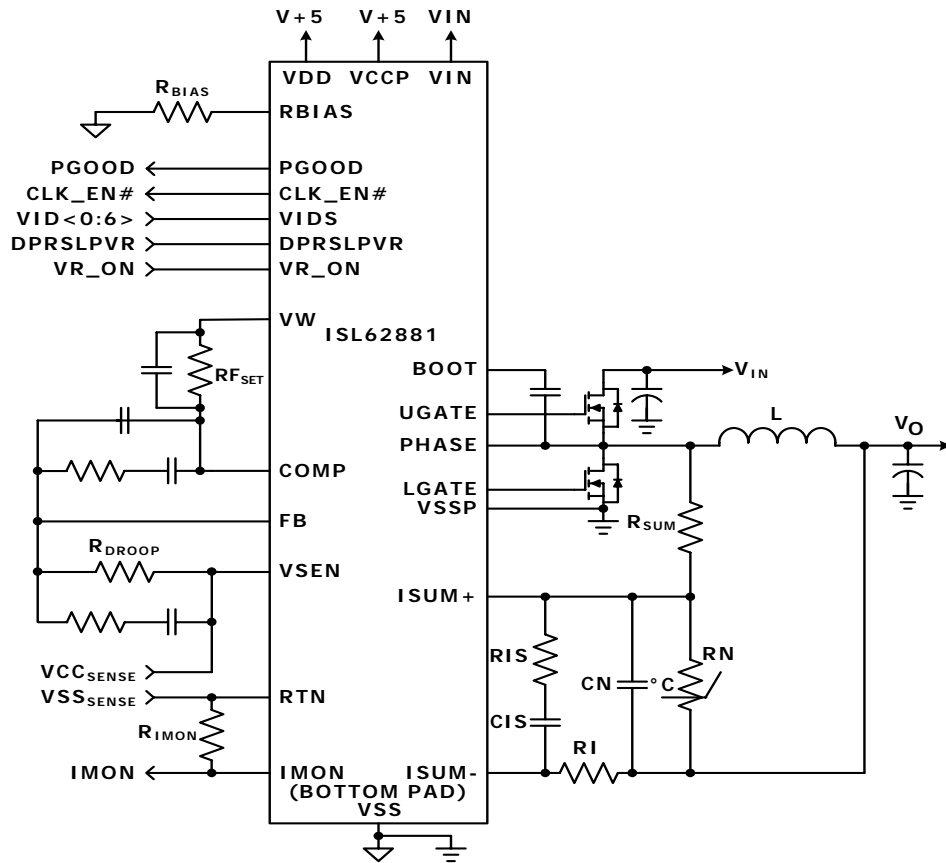 V+5 V+5 VIN
VDD VCCP VIN
RBIAS
RBIAS
PGOOD PGOOD
CLK_EN# CLK_EN#
VID<0:6> VIDS
DPRSLPVR DPRSLPVR
VR_ON VR_ON
VW
ISL62881
RFSET
BOOT
VIN
UGATE
L
VO
PHASE
COMP
LGATE
VSSP
RSUM
FB
RDROOP
VSEN
ISUM+
RIS
RN
CN
°C
VCCSENSE
VSSSENSE RTN
CIS
RIMON
RI
IMON IMON ISUM-
(BOTTOM PAD)
VSS